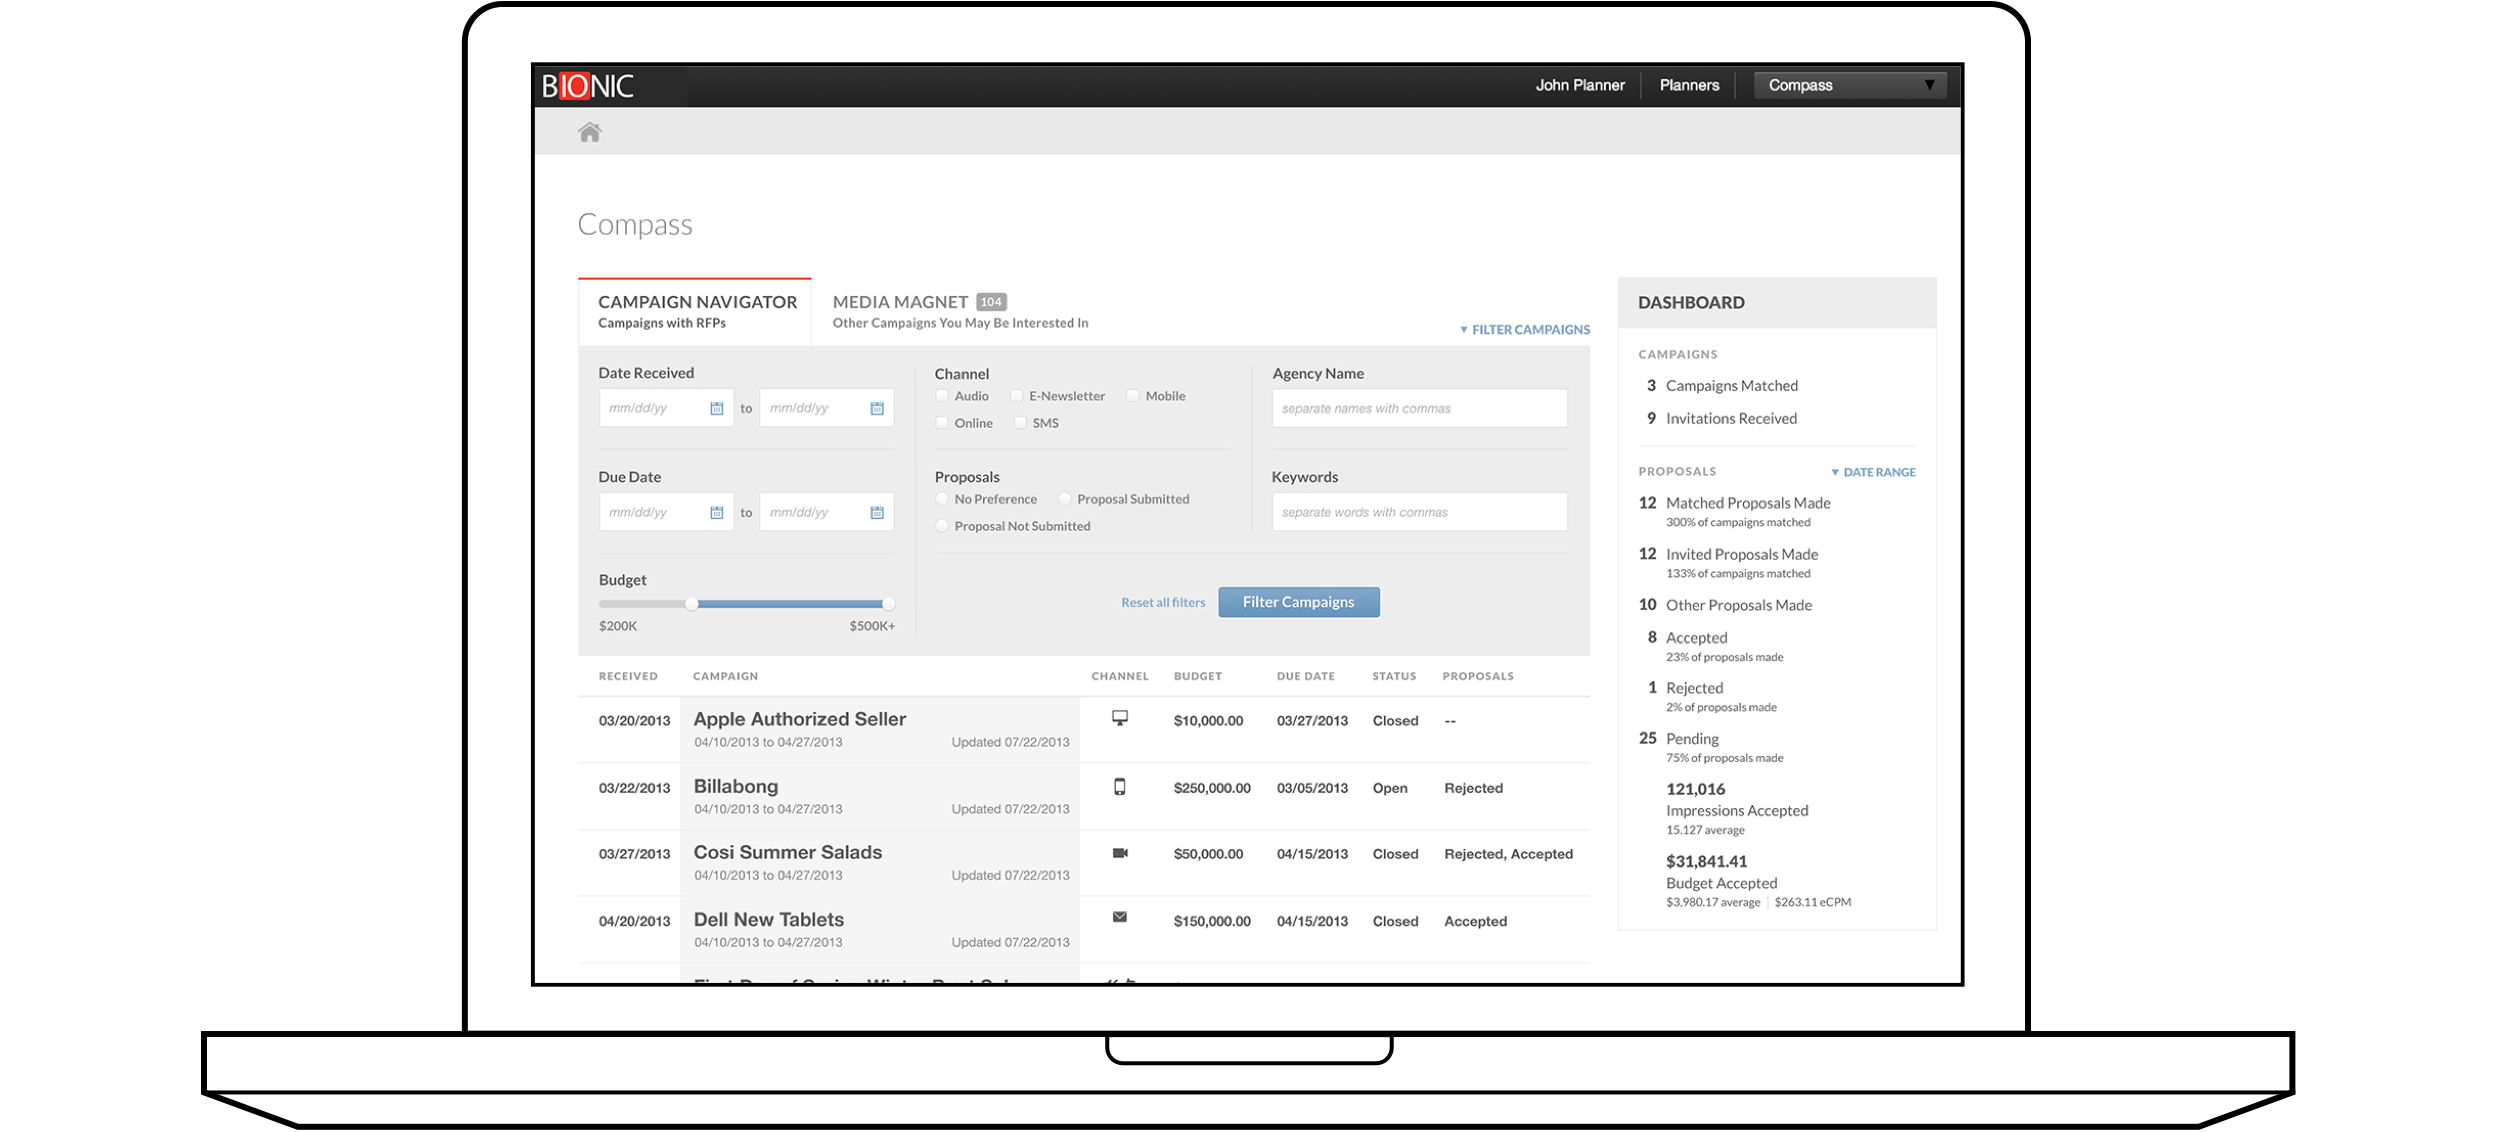 BIONIC
John Planner Planners Compass
Compass
CAMPAIGN NAVIGATOR
Campaigns with RFPs
MEDIA MAGNET 104
Other Campaigns You May Be Interested In
FILTER CAMPAIGNS
Date Received
mm/dd/yy to mm/dd/yy
Due Date
mm/dd/yy to mm/dd/yy
Budget
$200K $500K+
Channel
Audio E-Newsletter Mobile
Online SMS
Proposals
No Preference Proposal Submitted
Proposal Not Submitted
Agency Name
separate names with commas
Keywords
separate words with commas
Reset all filters Filter Campaigns
RECEIVED CAMPAIGN CHANNEL BUDGET DUE DATE STATUS PROPOSALS
03/20/2013 Apple Authorized Seller $10,000.00 03/27/2013 Closed --
04/10/2013 to 04/27/2013 Updated 07/22/2013
03/22/2013 Billabong $250,000.00 03/05/2013 Open Rejected
04/10/2013 to 04/27/2013 Updated 07/22/2013
03/27/2013 Cosi Summer Salads $50,000.00 04/15/2013 Closed Rejected, Accepted
04/10/2013 to 04/27/2013 Updated 07/22/2013
04/20/2013 Dell New Tablets $150,000.00 04/15/2013 Closed Accepted
04/10/2013 to 04/27/2013 Updated 07/22/2013
DASHBOARD
CAMPAIGNS
3 Campaigns Matched
9 Invitations Received
PROPOSALS DATE RANGE
12 Matched Proposals Made
300% of campaigns matched
12 Invited Proposals Made
133% of campaigns matched
10 Other Proposals Made
8 Accepted
23% of proposals made
1 Rejected
2% of proposals made
25 Pending
75% of proposals made
121,016
Impressions Accepted
15.127 average
$31,841.41
Budget Accepted
$3,980.17 average $263.11 eCPM